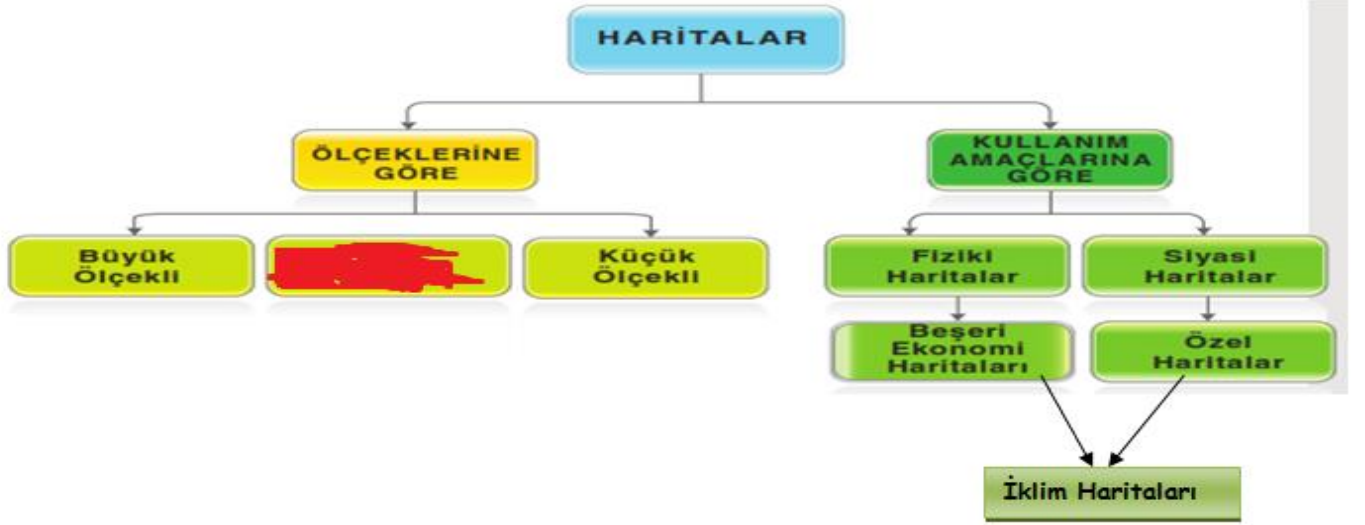 HARİTALAR
ÖLÇEKLERİNE
GÖRE
KULLANIM
AMAÇLARINA
GÖRE
Büyük
Ölçekli
Küçük
Ölçekli
Fiziki
Haritalar
Siyasi
Haritalar
Beşeri
Ekonomi
Haritaları
Özel
Haritalar
İklim Haritaları